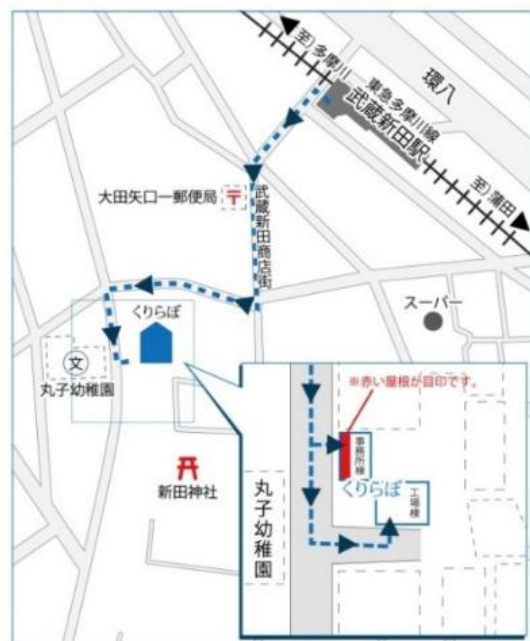 至)多摩川
環八
東急多摩川線
武蔵新田駅
至)蒲田
大田矢口一郵便局
武蔵新田商店街
スーパー
くりらぼ
文
丸子幼稚園
新田神社
※赤い屋根が目印です。
事務所棟
くりらぼ
工場棟
丸子幼稚園